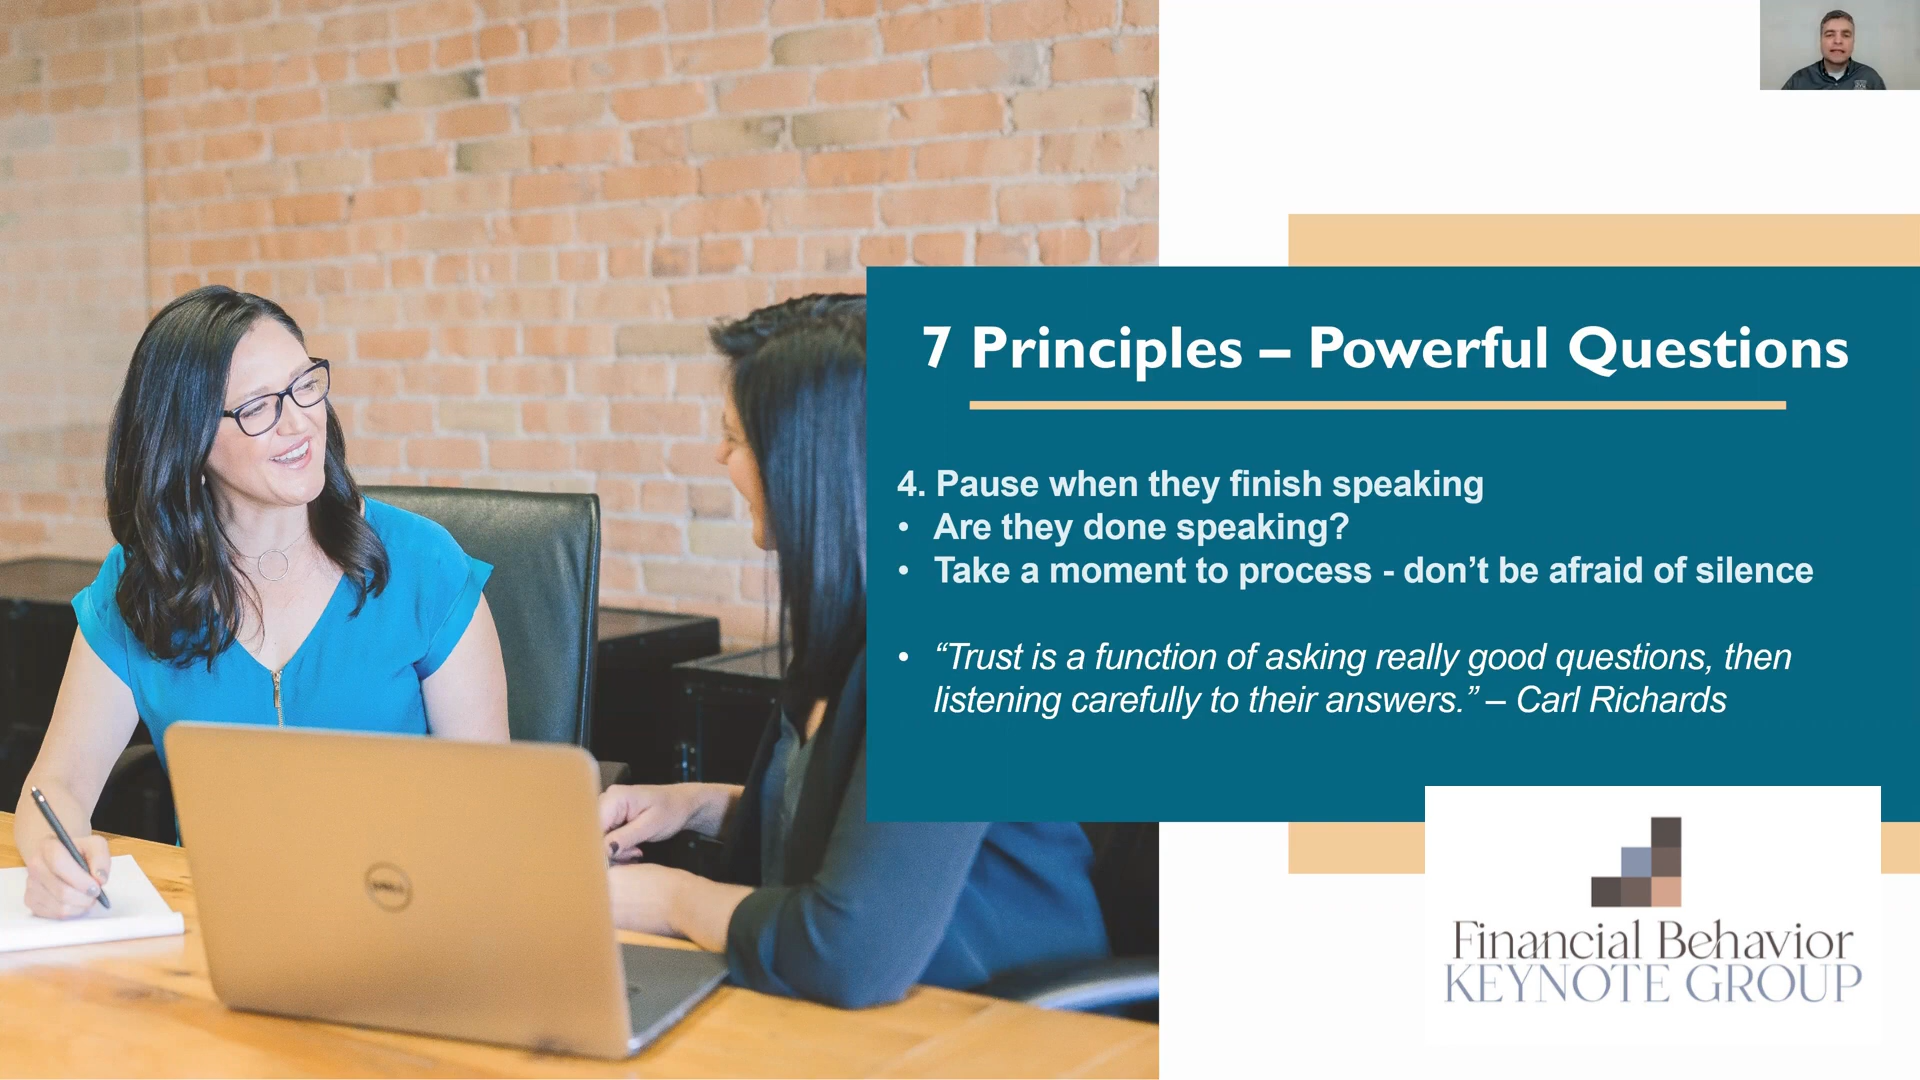 7 Principles – Powerful Questions
4. Pause when they finish speaking
• Are they done speaking?
• Take a moment to process - don’t be afraid of silence
• “Trust is a function of asking really good questions, then
listening carefully to their answers.” – Carl Richards
DELL
Financial Behavior
KEYNOTE GROUP